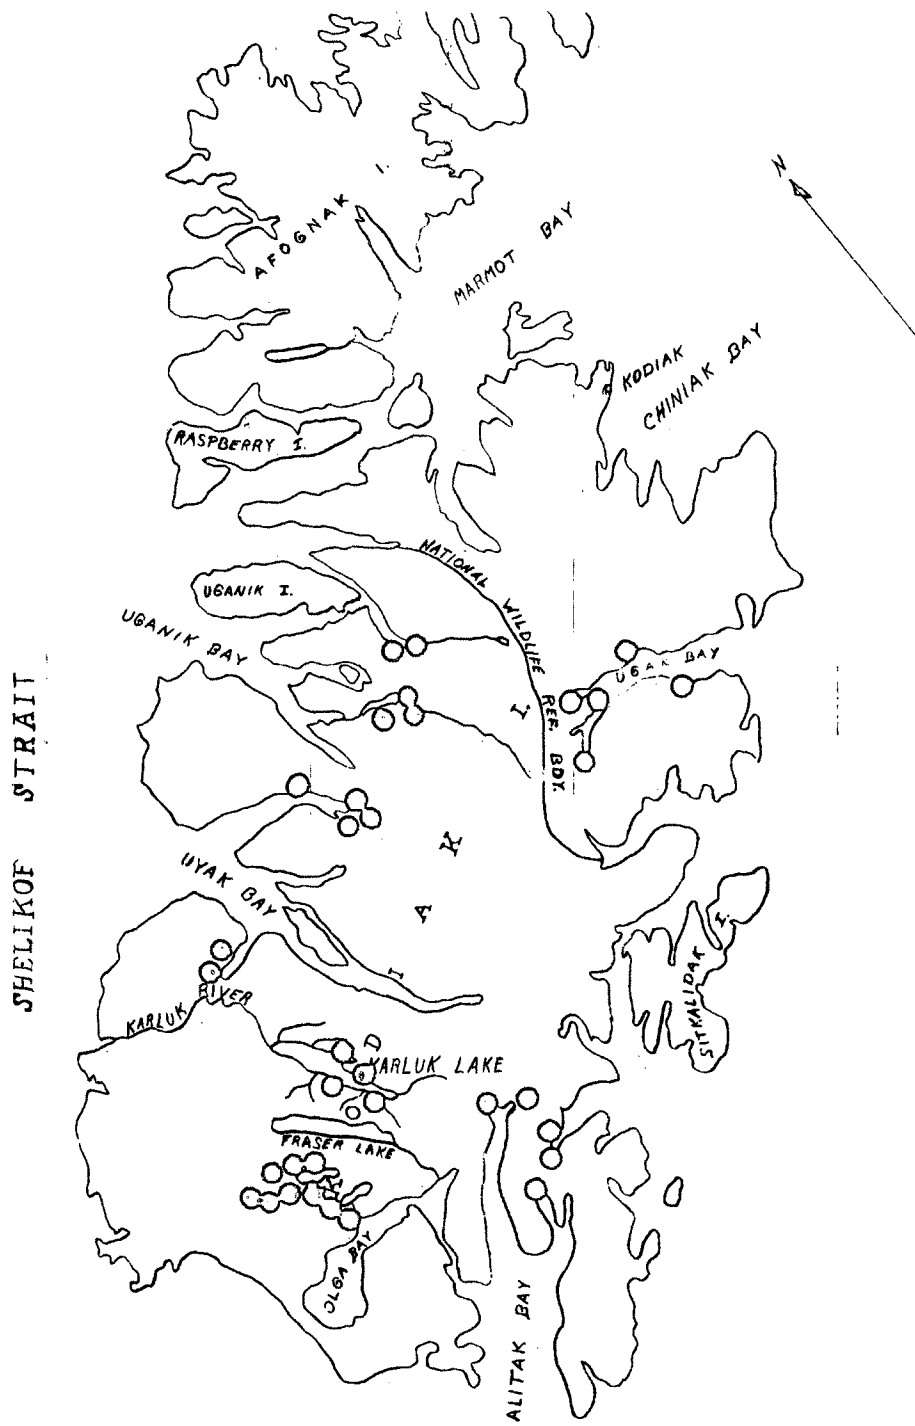 N
AFOGNAK I.
MARMOT BAY
KODIAK
CHINIAK BAY
RASPBERRY I.
NATIONAL WILDLIFE REF. BDY.
UGANIK I.
UGANIK BAY
UGAK BAY
SHELIKOF STRAIT
KODIAK I.
UYAK BAY
SITKALIDAK I.
KARLUK RIVER
KARLUK LAKE
FRASER LAKE
OLGA BAY
ALITAK BAY